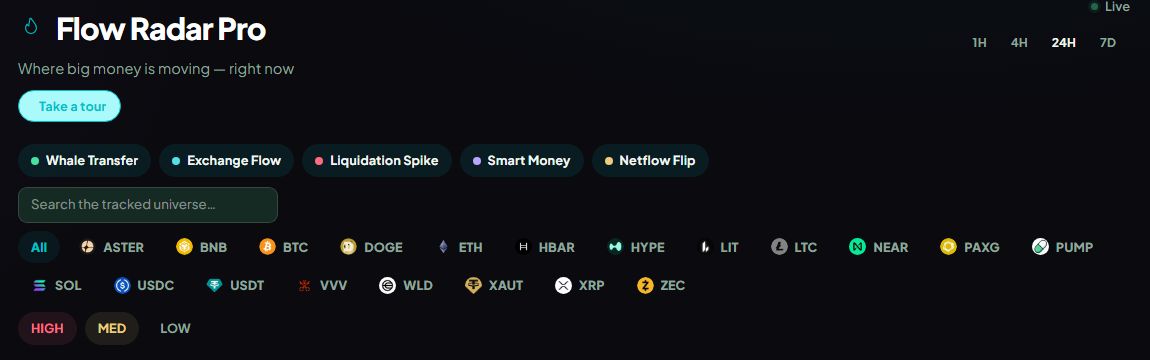 Live
Flow Radar Pro
1H 4H 24H 7D
Where big money is moving — right now
Take a tour
Whale Transfer Exchange Flow Liquidation Spike Smart Money Netflow Flip
Search the tracked universe...
All ASTER BNB BTC DOGE ETH HBAR HYPE LIT LTC NEAR PAXG PUMP
SOL USDC USDT VVV WLD XAUT XRP ZEC
HIGH MED LOW